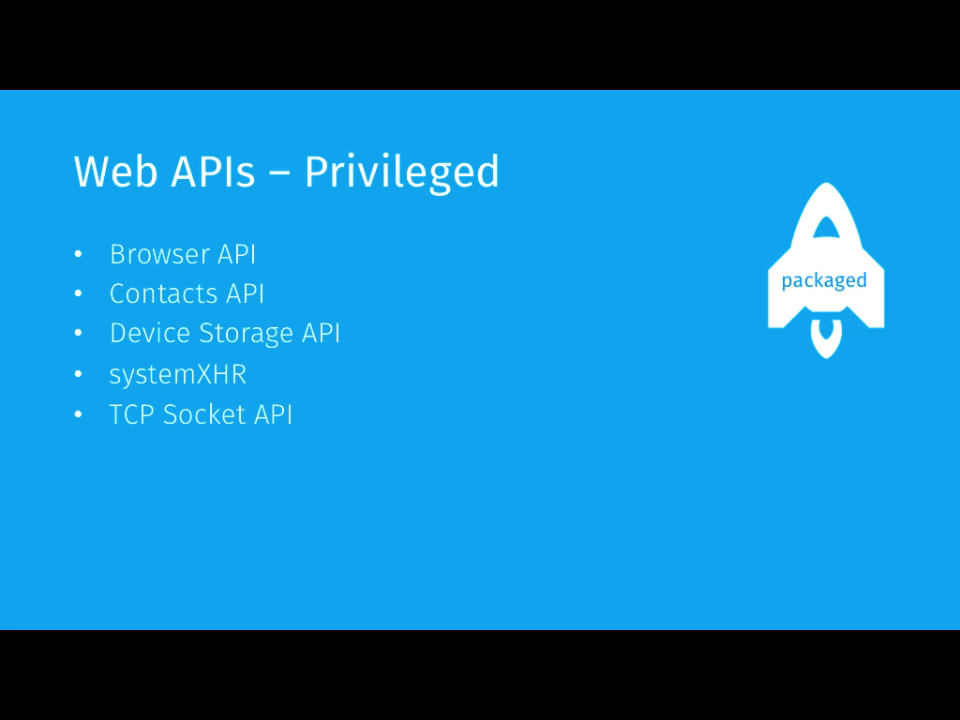 Web APIs – Privileged
• Browser API
• Contacts API
• Device Storage API
• systemXHR
• TCP Socket API
packaged